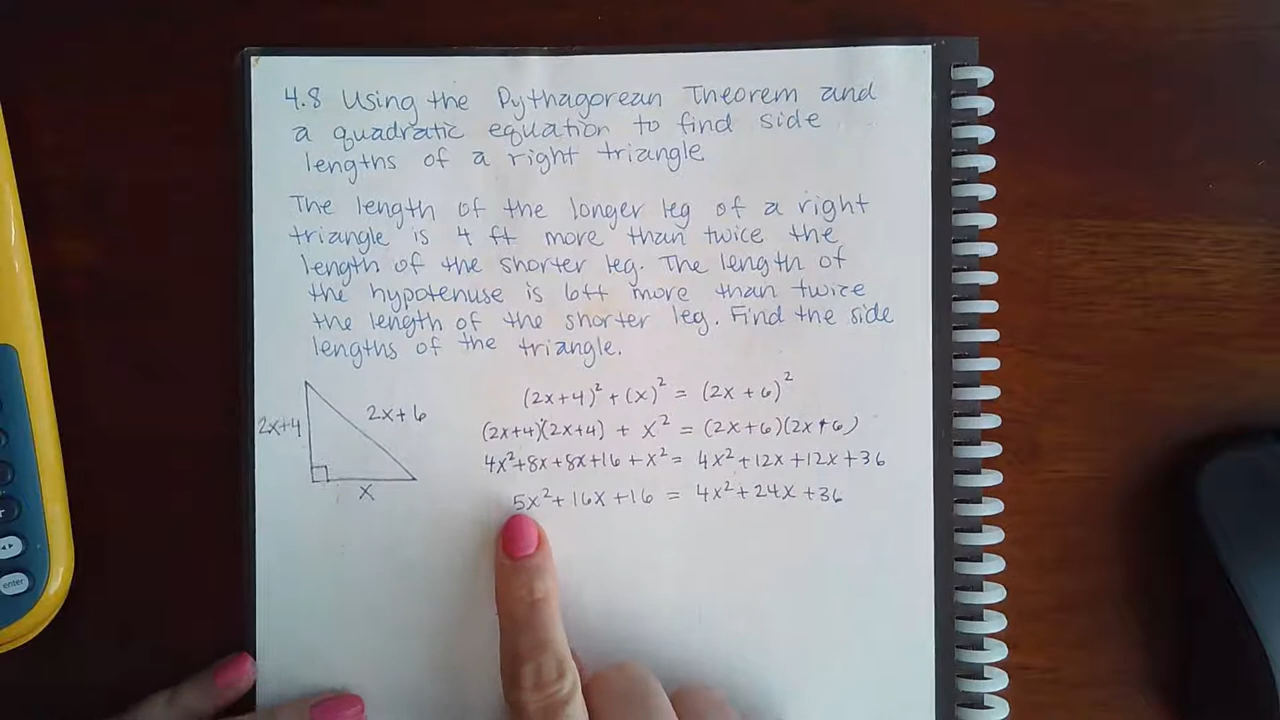 4.8 Using the Pythagorean Theorem and
a quadratic equation to find side
lengths of a right triangle
The length of the longer leg of a right
triangle is 4 ft more than twice the
length of the shorter leg. The length of
the hypotenuse is 6ft more than twice
the length of the shorter leg. Find the side
lengths of the triangle.
(2x+4)² + (x)² = (2x+6)²
2x+4
2x+6
x
(2x+4)(2x+4) + x² = (2x+6)(2x+6)
4x²+8x+8x+16+x² = 4x²+12x+12x+36
5x²+16x+16 = 4x²+24x+36
enter